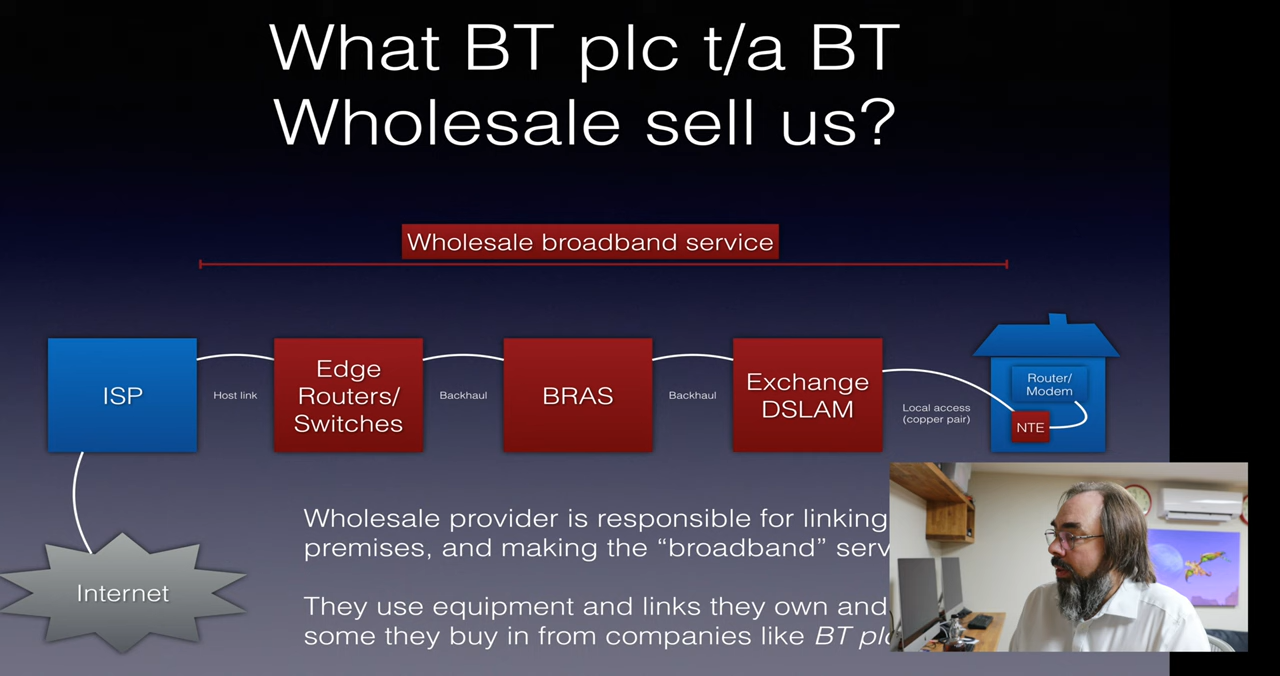 What BT plc t/a BT
Wholesale sell us?
Wholesale broadband service
ISP
Host link
Edge
Routers/
Switches
Backhaul
BRAS
Backhaul
Exchange
DSLAM
Local access
(copper pair)
Router/
Modem
NTE
Internet
Wholesale provider is responsible for linking
premises, and making the “broadband”
They use equipment and links they own and
some they buy in from companies like BT